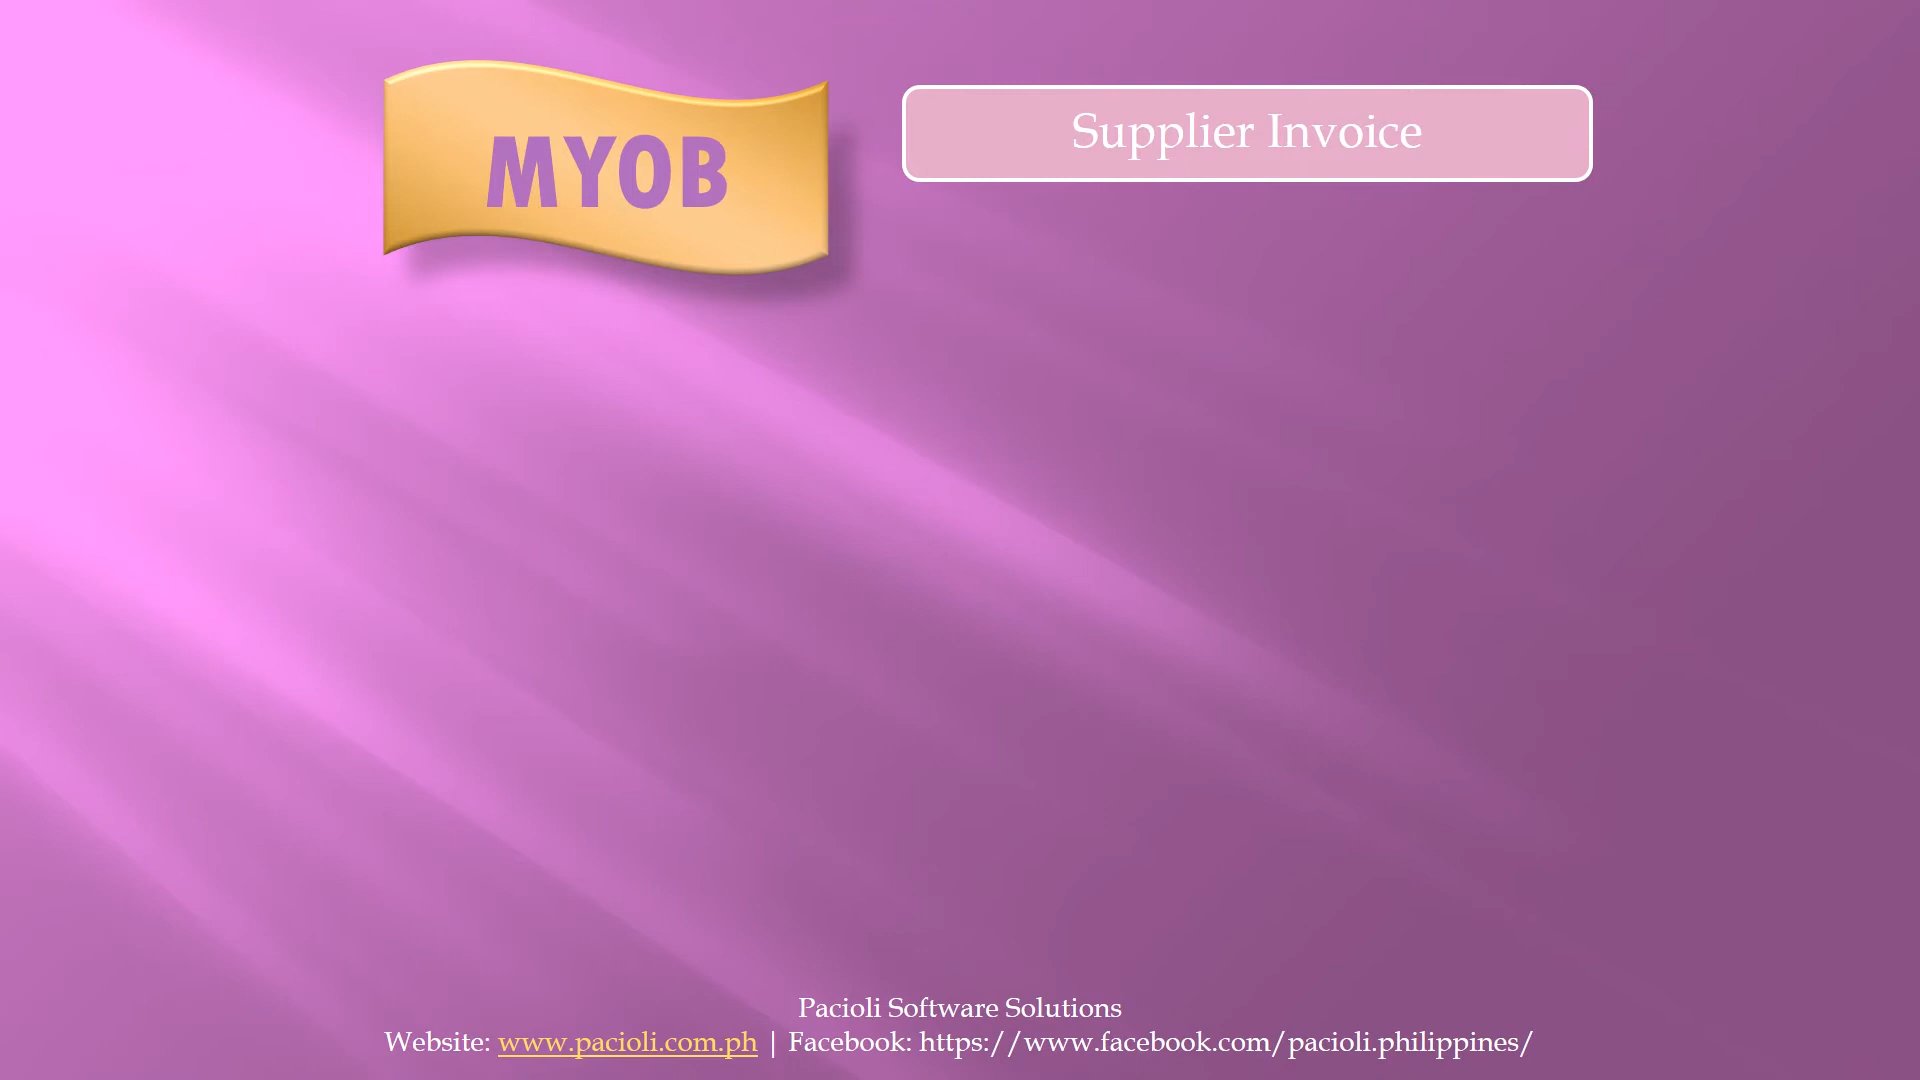 MYOB
Supplier Invoice
Pacioli Software Solutions
Website: www.pacioli.com.ph | Facebook: https://www.facebook.com/pacioli.philippines/